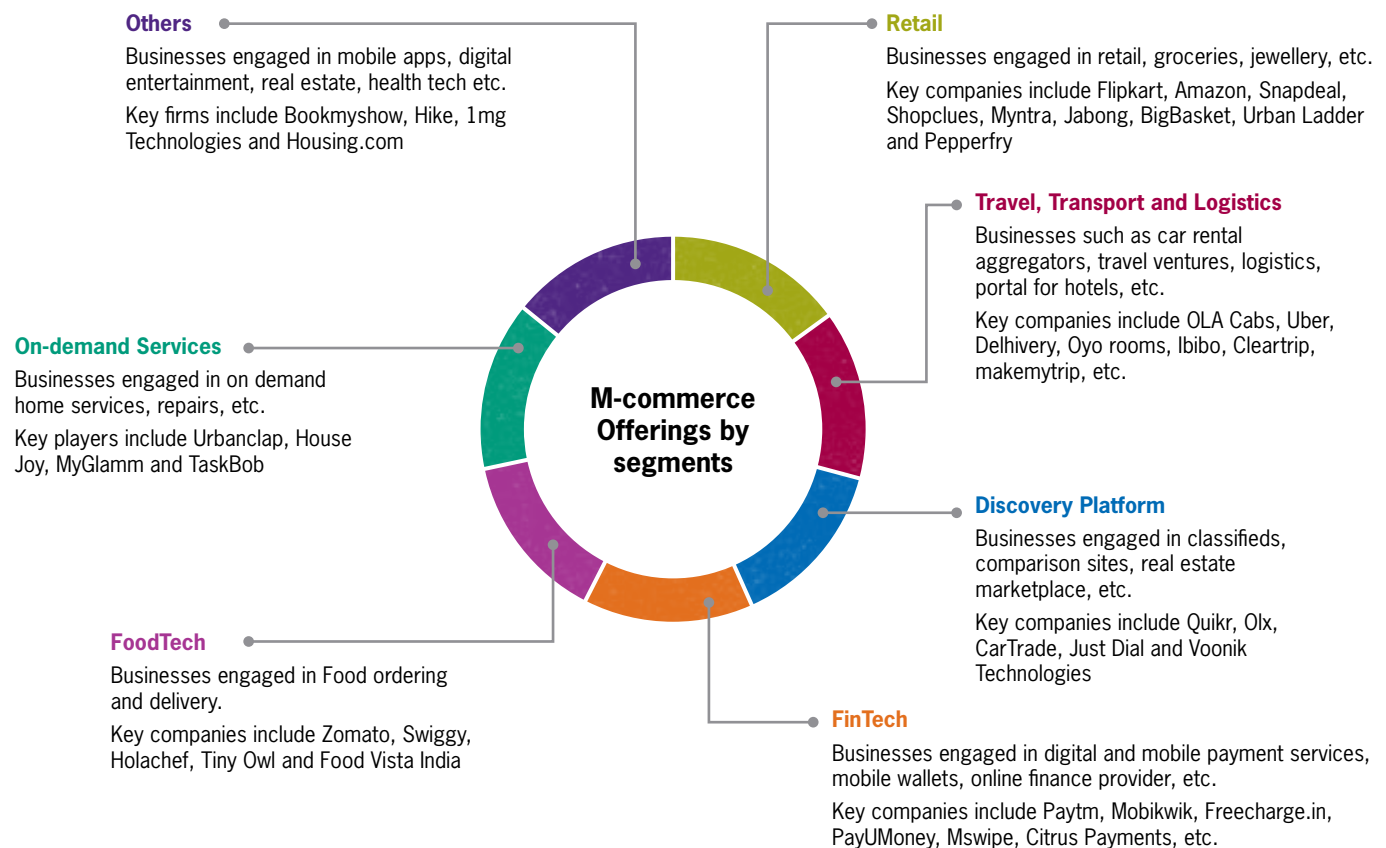 Others
Businesses engaged in mobile apps, digital
entertainment, real estate, health tech etc.
Key firms include Bookmyshow, Hike, 1mg
Technologies and Housing.com
Retail
Businesses engaged in retail, groceries, jewellery, etc.
Key companies include Flipkart, Amazon, Snapdeal,
Shopclues, Myntra, Jabong, BigBasket, Urban Ladder
and Pepperfry
Travel, Transport and Logistics
Businesses such as car rental
aggregators, travel ventures, logistics,
portal for hotels, etc.
Key companies include OLA Cabs, Uber,
Delhivery, Oyo rooms, Ibibo, Cleartrip,
makemytrip, etc.
On-demand Services
Businesses engaged in on demand
home services, repairs, etc.
Key players include Urbanclap, House
Joy, MyGlamm and TaskBob
M-commerce
Offerings by
segments
Discovery Platform
Businesses engaged in classifieds,
comparison sites, real estate
marketplace, etc.
Key companies include Quikr, Olx,
CarTrade, Just Dial and Voonik
Technologies
FoodTech
Businesses engaged in Food ordering
and delivery.
Key companies include Zomato, Swiggy,
Holachef, Tiny Owl and Food Vista India
FinTech
Businesses engaged in digital and mobile payment services,
mobile wallets, online finance provider, etc.
Key companies include Paytm, Mobikwik, Freecharge.in,
PayUMoney, Mswipe, Citrus Payments, etc.